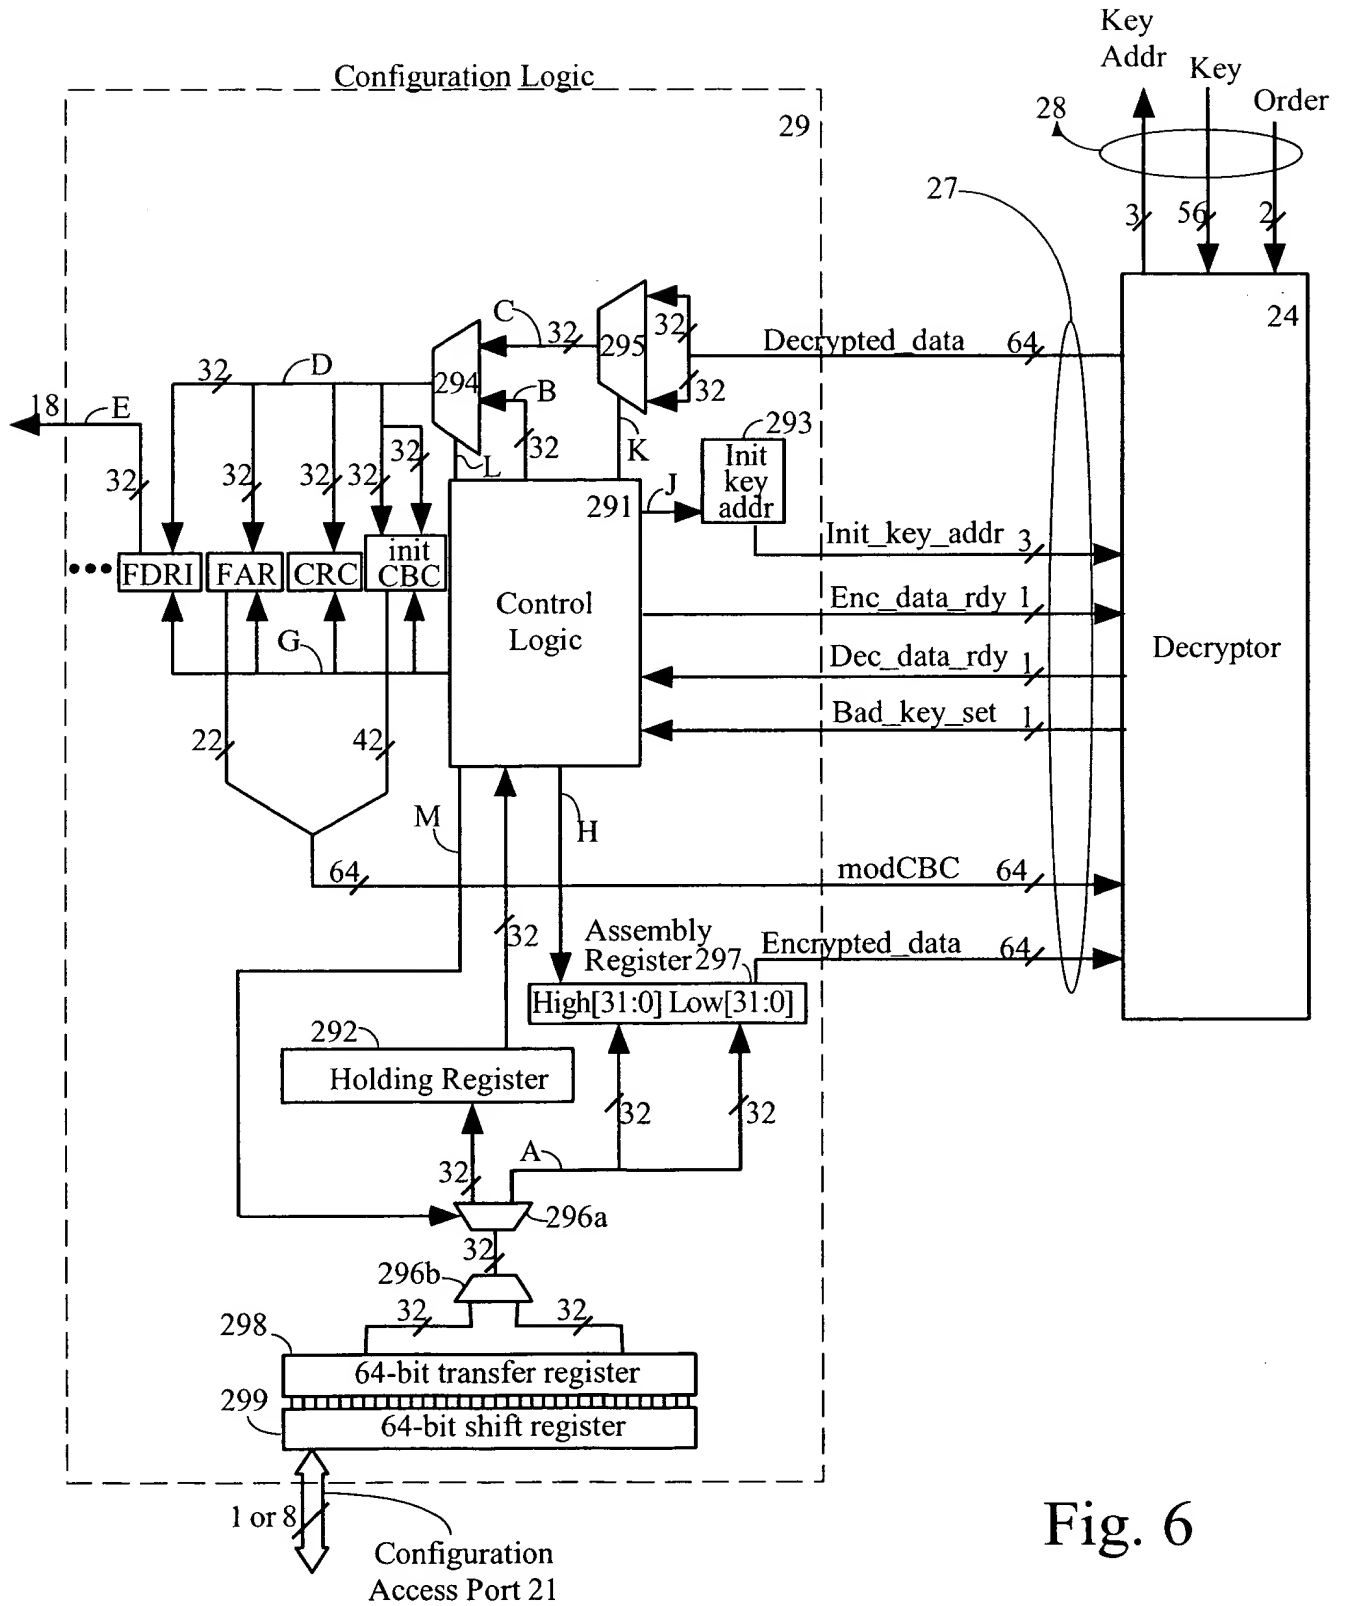 Key
Addr
Key
Order
Configuration Logic
29
28
27
3
56
2
24
C
32
295
32
Decrypted_data
64
32
D
294
B
32
18
E
32
32
32
32
32
32
L
K
293
Init
key
addr
J
291
Init_key_addr
3
init
CBC
FDRI
FAR
CRC
Control
Logic
Enc_data_rdy
1
G
Dec_data_rdy
1
Decryptor
Bad_key_set
1
22
42
M
H
64
modCBC
64
32
Assembly
Register
297
Encrypted_data
64
High[31:0] Low[31:0]
292
Holding Register
32
32
32
A
296a
32
296b
32
32
298
64-bit transfer register
299
64-bit shift register
1 or 8
Configuration
Access Port 21
Fig. 6